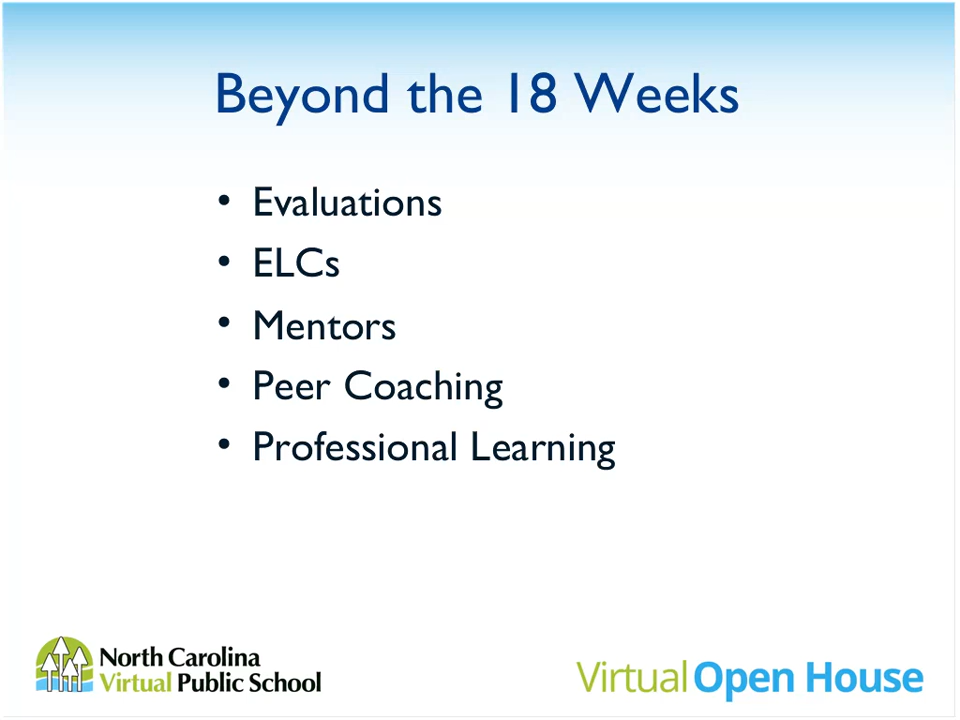 Beyond the 18 Weeks
• Evaluations
• ELCs
• Mentors
• Peer Coaching
• Professional Learning
North Carolina
Virtual Public School
Virtual Open House